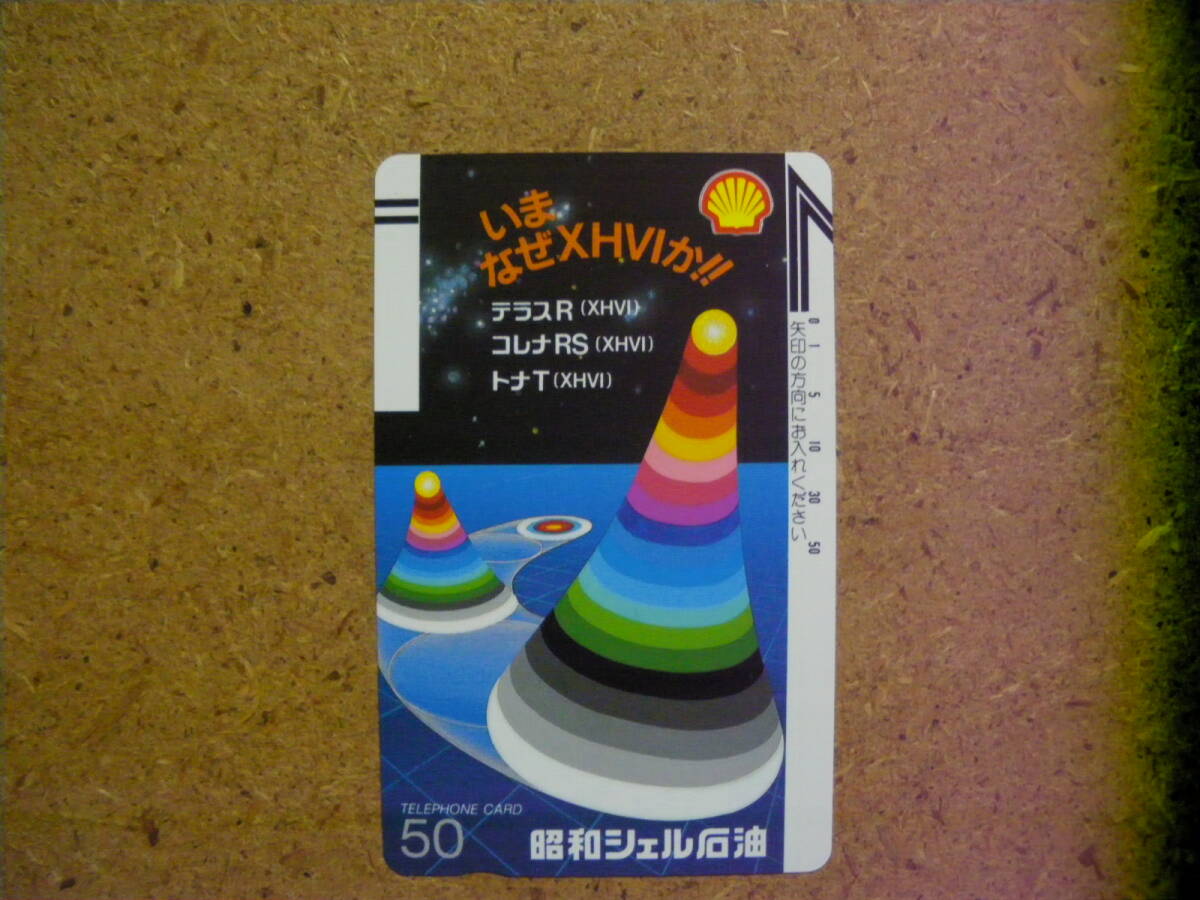 いま
なぜXHVIか!!
テラスR (XHVI)
コレナRS (XHVI)
トナT (XHVI)
矢印の方向にお入れください
0 1 5 10 30 50
TELEPHONE CARD
50
昭和シェル石油